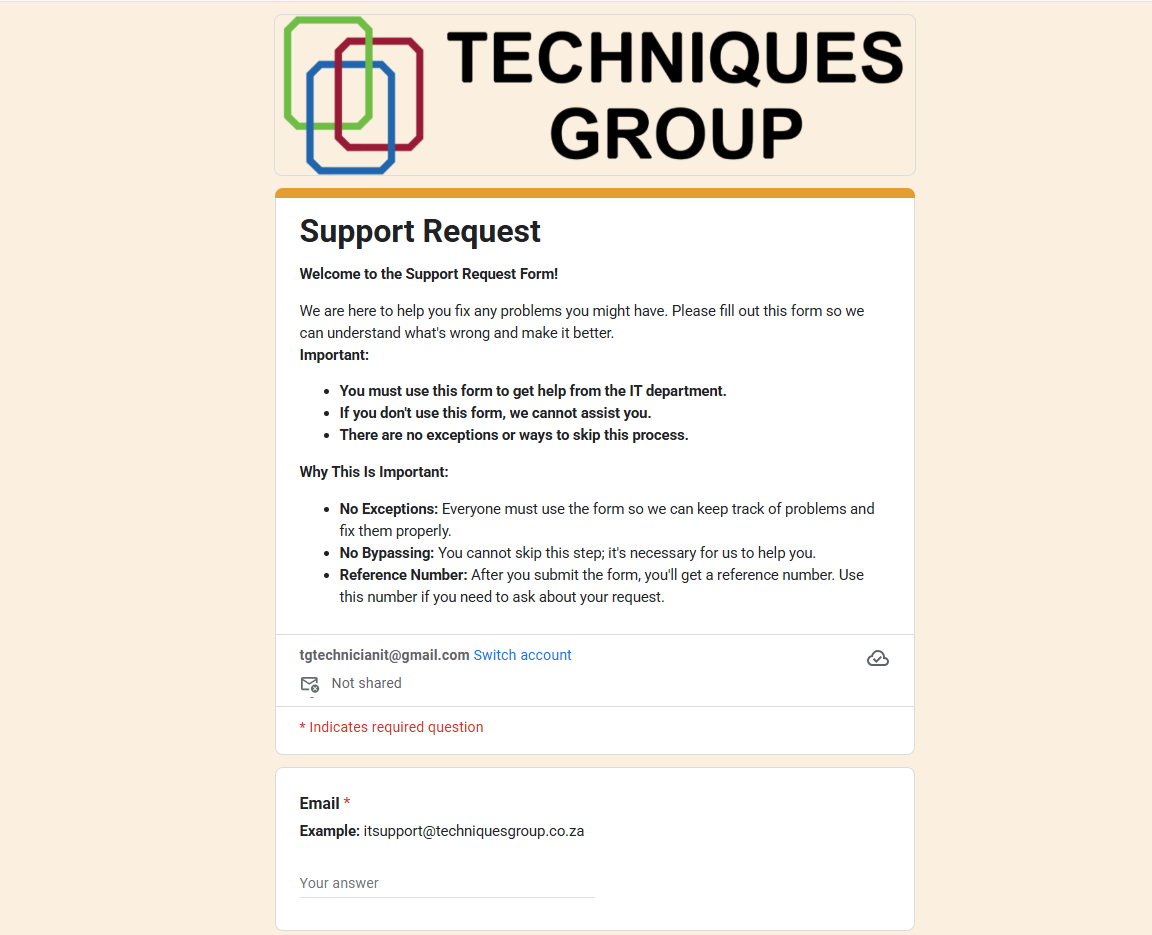 TECHNIQUES
GROUP
Support Request
Welcome to the Support Request Form!
We are here to help you fix any problems you might have. Please fill out this form so we
can understand what's wrong and make it better.
Important:
• You must use this form to get help from the IT department.
• If you don't use this form, we cannot assist you.
• There are no exceptions or ways to skip this process.
Why This Is Important:
• No Exceptions: Everyone must use the form so we can keep track of problems and
fix them properly.
• No Bypassing: You cannot skip this step; it's necessary for us to help you.
• Reference Number: After you submit the form, you'll get a reference number. Use
this number if you need to ask about your request.
tgtechnicianit@gmail.com Switch account
Not shared
* Indicates required question
Email *
Example: itsupport@techniquesgroup.co.za
Your answer